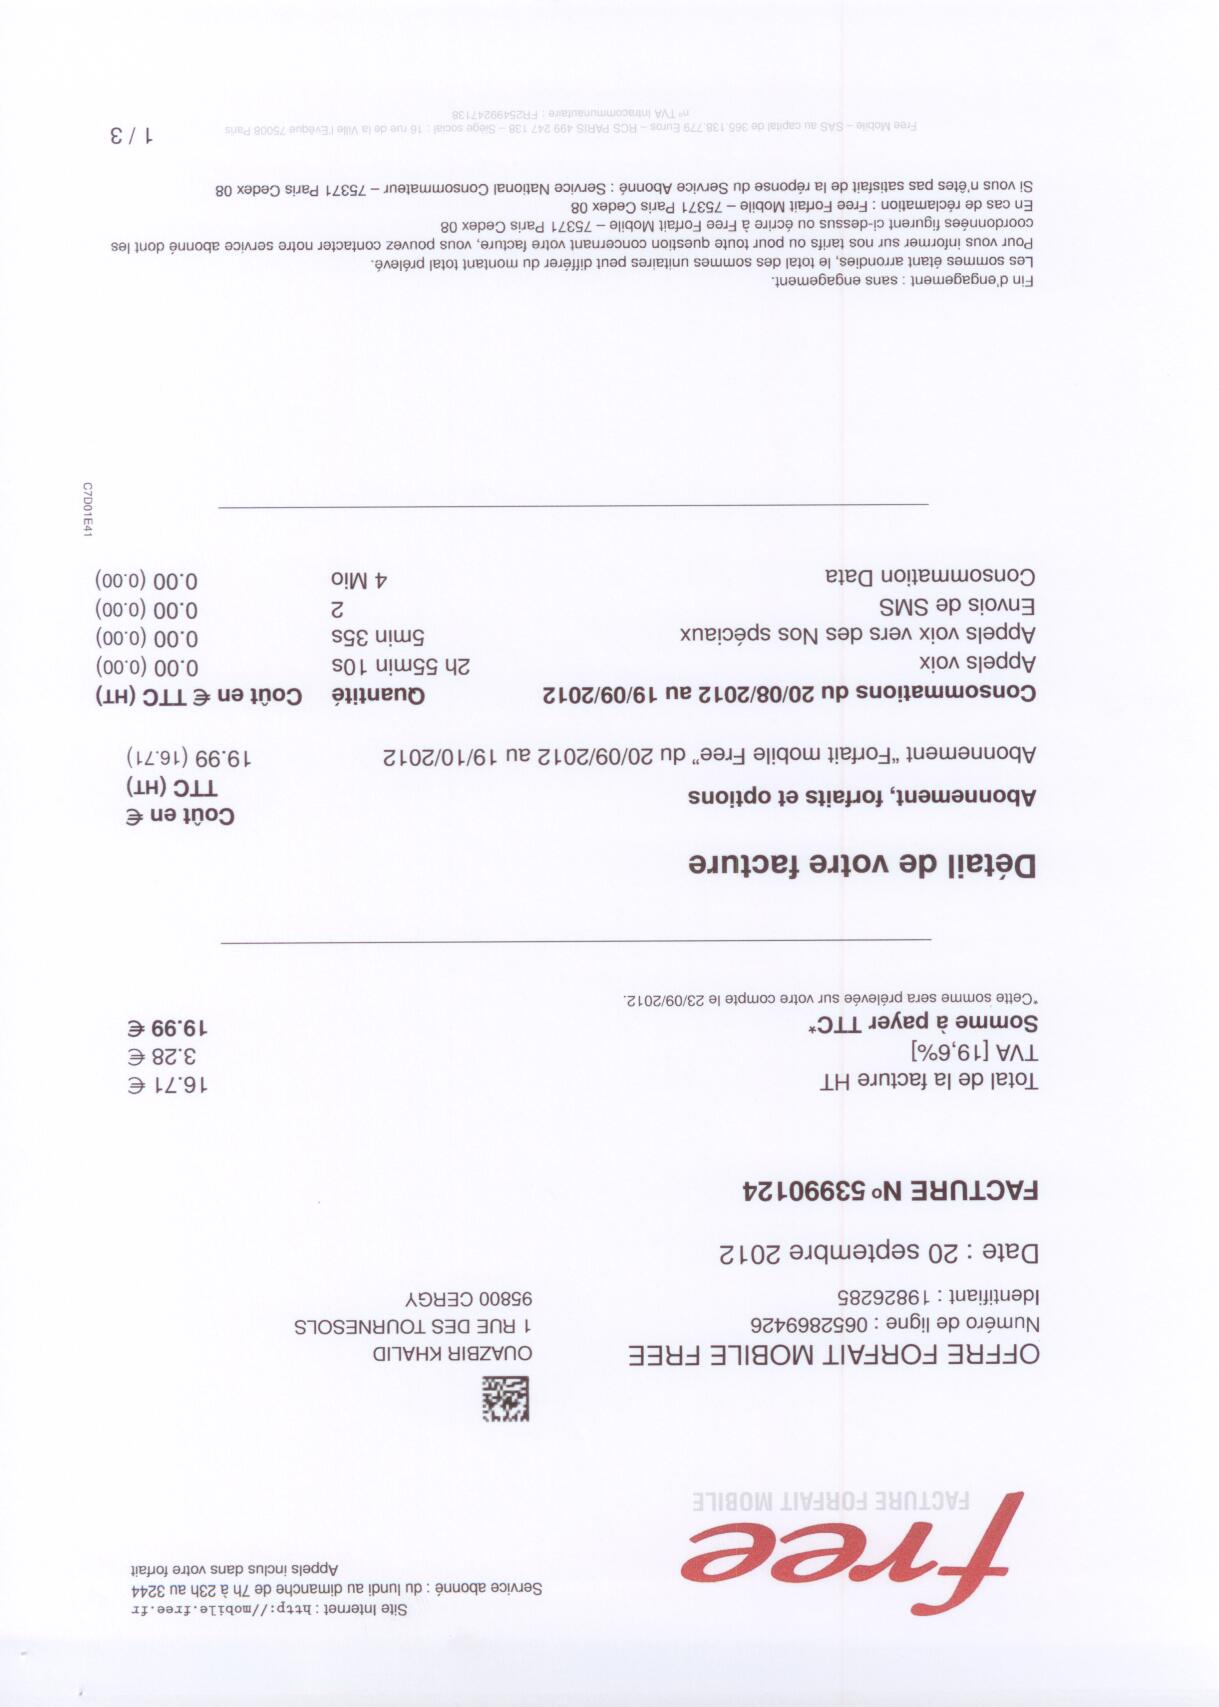 Site Internet : http://mobile.free.fr
Service abonné : du lundi au dimanche de 7h à 23h au 3244
Appels inclus dans votre forfait
free
FACTURE FORFAIT MOBILE
OFFRE FORFAIT MOBILE FREE
Numéro de ligne : 0652869426
Identifiant : 19826285
OUAZBIR KHALID
1 RUE DES TOURNESOLS
95800 CERGY
Date : 20 septembre 2012
FACTURE Nº 53990124
Total de la facture HT 16.71 €
TVA [19,6%] 3.28 €
Somme à payer TTC* 19.99 €
*Cette somme sera prélevée sur votre compte le 23/09/2012.
Détail de votre facture
Abonnement, forfaits et options Coût en € TTC (HT)
Abonnement "Forfait mobile Free" du 20/09/2012 au 19/10/2012 19.99 (16.71)
Consommations du 20/08/2012 au 19/09/2012 Quantité Coût en € TTC (HT)
Appels voix 2h 55min 10s 0.00 (0.00)
Appels voix vers des Nos spéciaux 5min 35s 0.00 (0.00)
Envois de SMS 2 0.00 (0.00)
Consommation Data 4 Mio 0.00 (0.00)
C7D01E41
Fin d'engagement : sans engagement.
Les sommes étant arrondies, le total des sommes unitaires peut différer du montant total prélevé.
Pour vous informer sur nos tarifs ou pour toute question concernant votre facture, vous pouvez contacter notre service abonné dont les
coordonnées figurent ci-dessus ou écrire à Free Forfait Mobile – 75371 Paris Cedex 08
En cas de réclamation : Free Forfait Mobile – 75371 Paris Cedex 08
Si vous n'êtes pas satisfait de la réponse du Service Abonné : Service National Consommateur – 75371 Paris Cedex 08
Free Mobile – SAS au capital de 365.138.779 Euros – RCS PARIS 499 247 138 – Siège social : 16 rue de la Ville l'Evêque 75008 Paris
nº TVA Intracommunautaire : FR25499247138
1 / 3